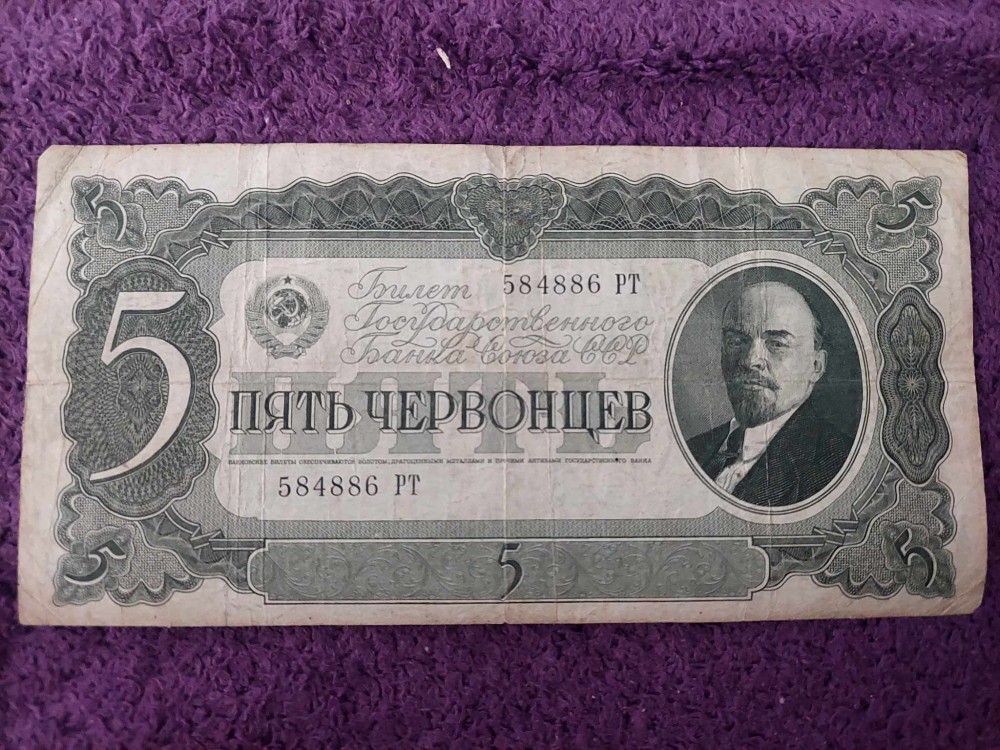 5 5
Билет 584886 РТ
Государственного
Банка Союза ССР
5
ПЯТЬ
ПЯТЬ ЧЕРВОНЦЕВ
БАНКОВСКИЕ БИЛЕТЫ ОБЕСПЕЧИВАЮТСЯ ЗОЛОТОМ, ДРАГОЦЕННЫМИ МЕТАЛЛАМИ И ПРОЧИМИ АКТИВАМИ ГОСУДАРСТВЕННОГО БАНКА
584886 РТ
5 5 5